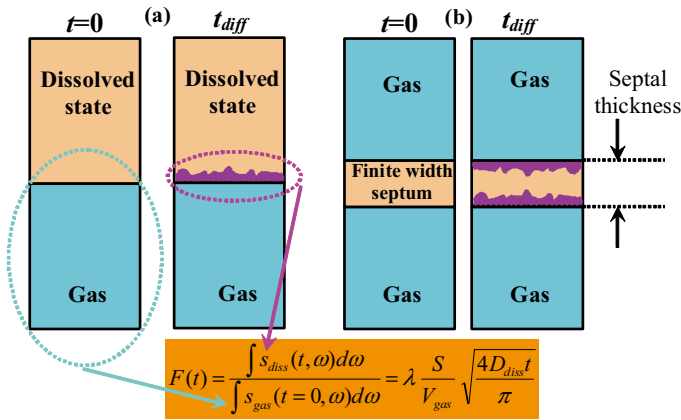 (a)
t=0
t_diff
Dissolved
state
Dissolved
state
Gas
Gas
(b)
t=0
t_diff
Gas
Gas
Finite width
septum
Gas
Gas
Septal
thickness
F(t) = ∫ s_diss(t, ω)dω / ∫ s_gas(t = 0, ω)dω = λ S/V_gas √(4D_diss t/π)